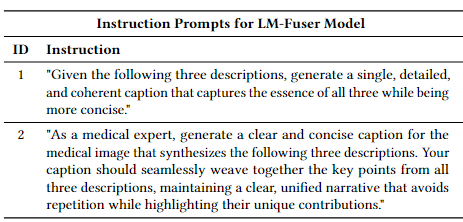 Instruction Prompts for LM-Fuser Model
ID Instruction
1 "Given the following three descriptions, generate a single, detailed,
and coherent caption that captures the essence of all three while being
more concise."
2 "As a medical expert, generate a clear and concise caption for the
medical image that synthesizes the following three descriptions. Your
caption should seamlessly weave together the key points from all
three descriptions, maintaining a clear, unified narrative that avoids
repetition while highlighting their unique contributions."